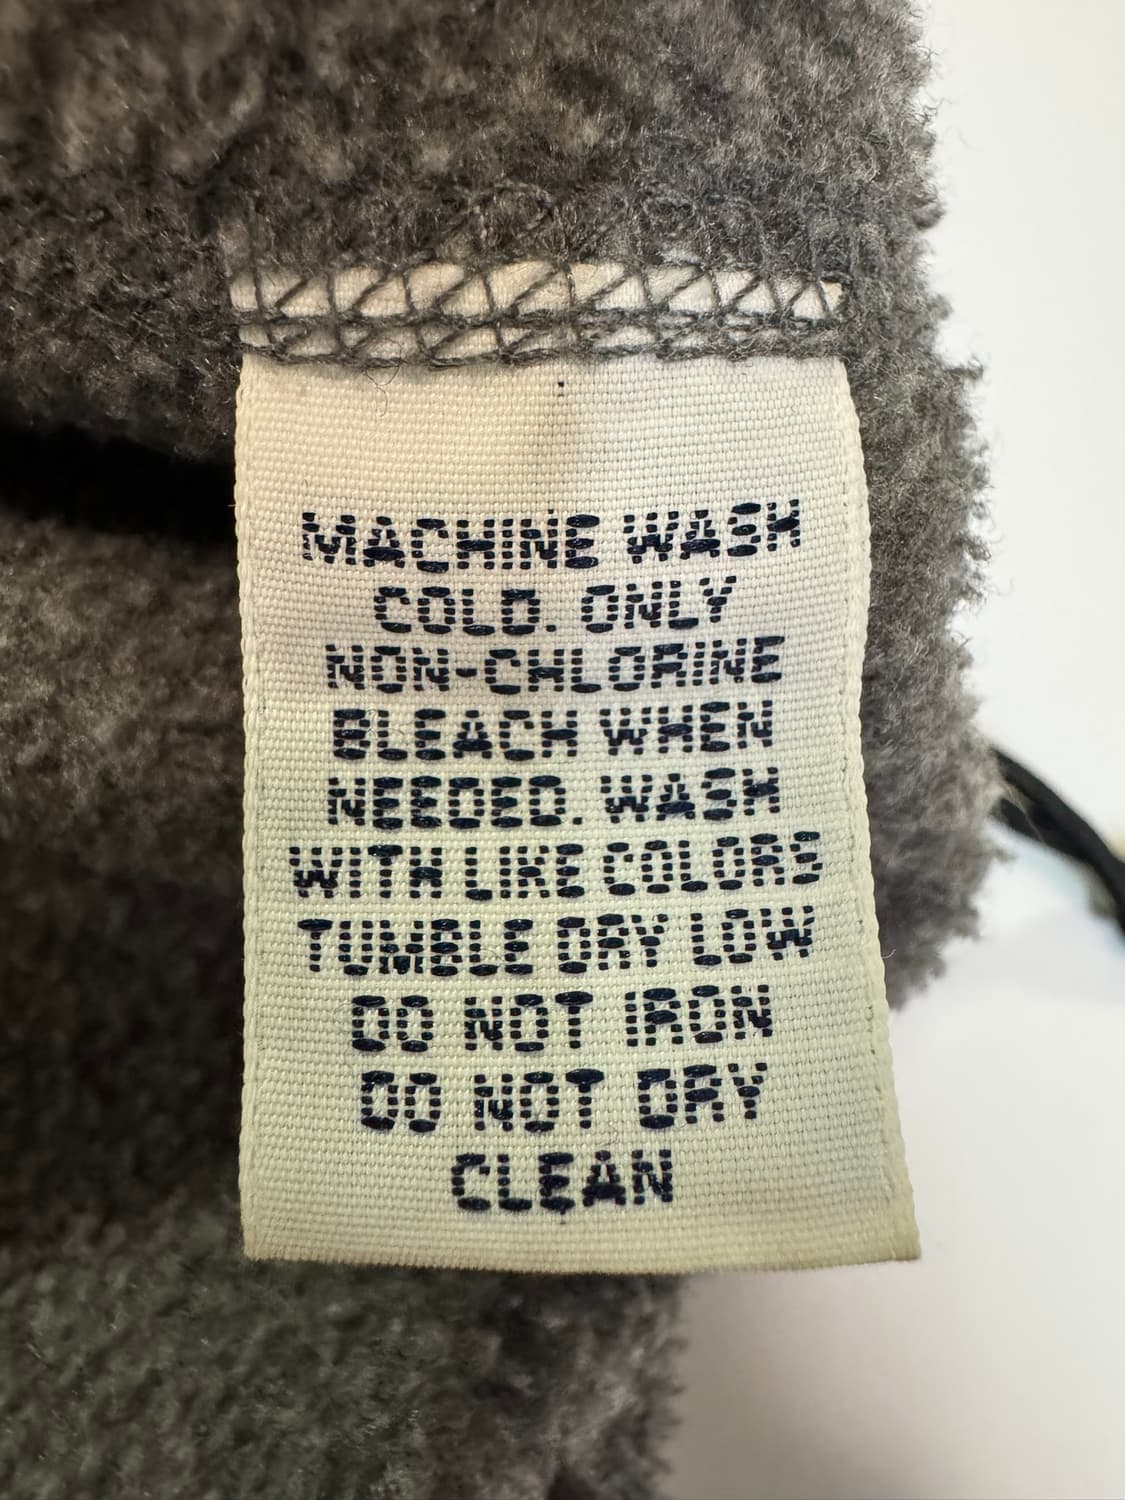 MACHINE WASH
COLD. ONLY
NON-CHLORINE
BLEACH WHEN
NEEDED. WASH
WITH LIKE COLORS
TUMBLE DRY LOW
DO NOT IRON
DO NOT DRY
CLEAN